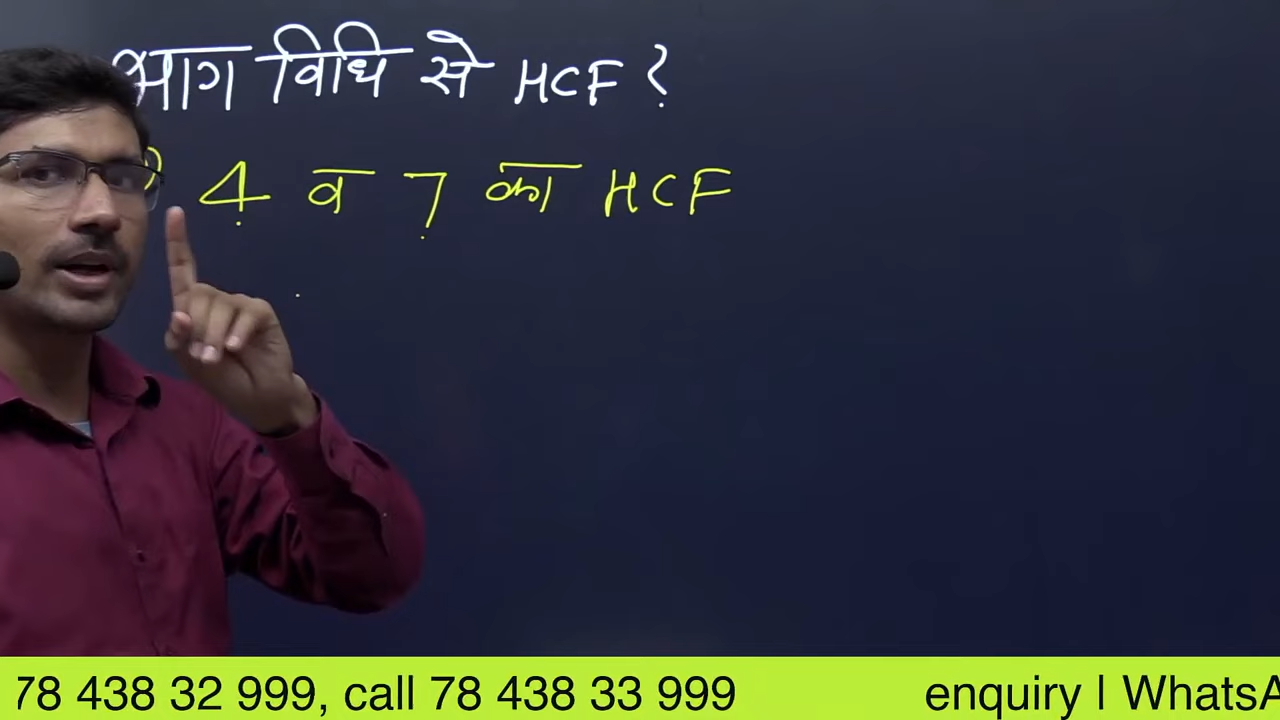 भाग विधि से HCF ?
4 व 7 का HCF
78 438 32 999, call 78 438 33 999 enquiry | WhatsA